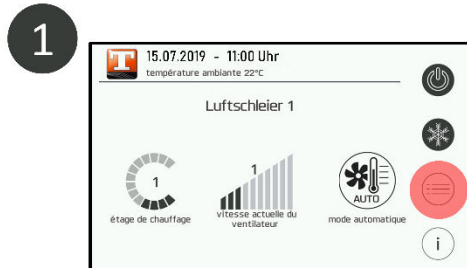 1
15.07.2019 - 11:00 Uhr
température ambiante 22°C
Luftschleier 1
1
1
AUTO
étage de chauffage
vitesse actuelle du
ventilateur
mode automatique
i